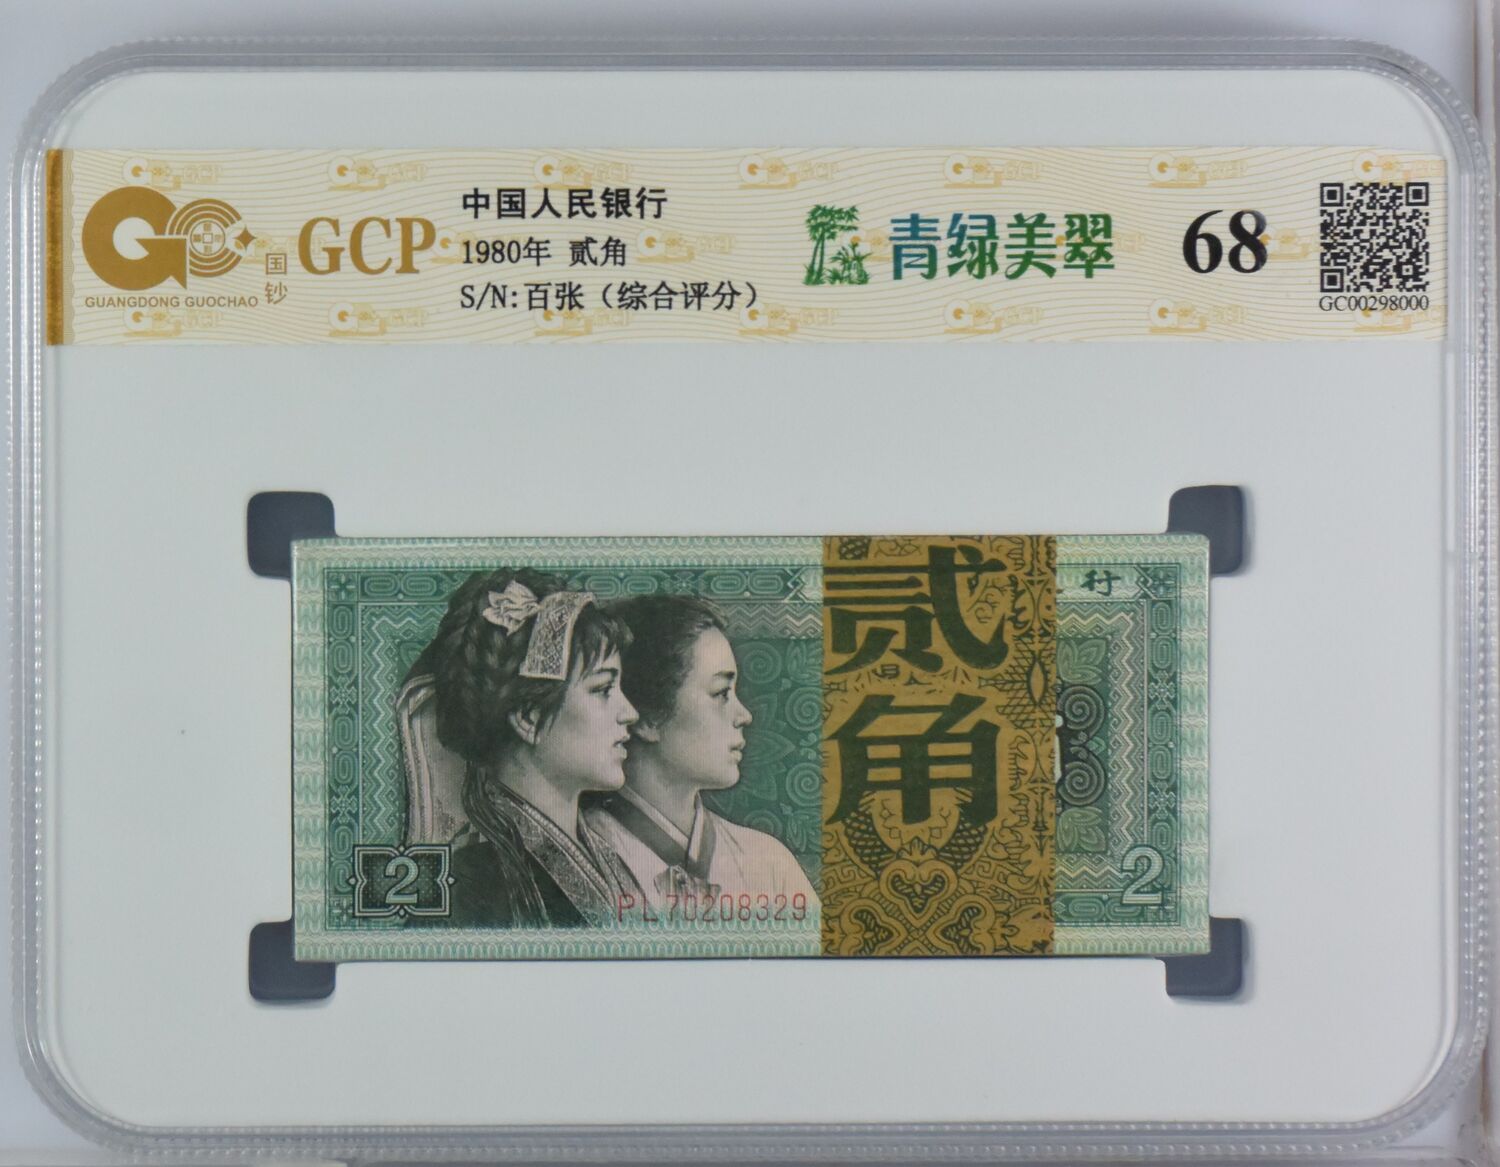 GUANGDONG GUOCHAO
国钞
GCP
中国人民银行
1980年 贰角
S/N:百张（综合评分）
青绿美翠
68
GC00298000
贰角
行
2
PL70208329
2